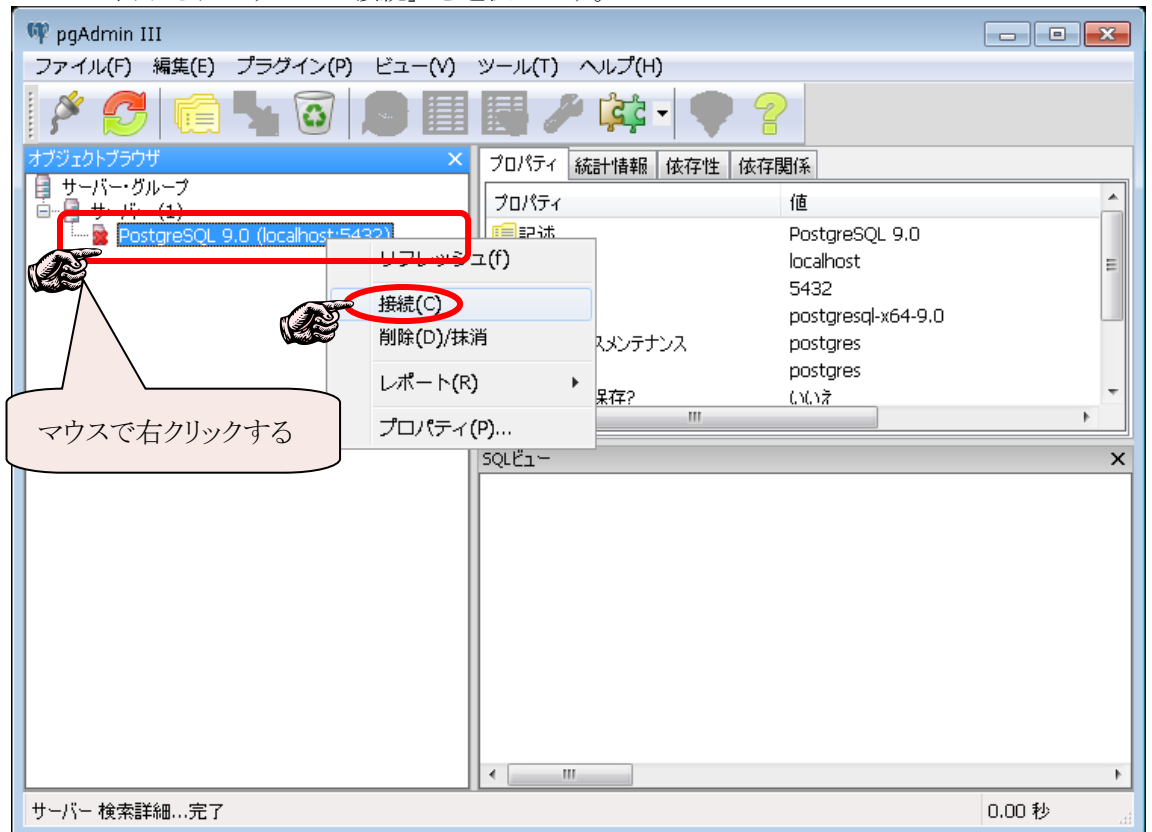 pgAdmin III
ファイル(F) 編集(E) プラグイン(P) ビュー(V) ツール(T) ヘルプ(H)
オブジェクトブラウザ
サーバー・グループ
サーバー (1)
PostgreSQL 9.0 (localhost:5432)
リフレッシュ(f)
接続(C)
削除(D)/抹消
レポート(R)
プロパティ(P)...
マウスで右クリックする
プロパティ 統計情報 依存性 依存関係
プロパティ 値
記述 PostgreSQL 9.0
localhost
5432
postgresql-x64-9.0
スメンテナンス postgres
postgres
保存? いいえ
SQLビュー
サーバー 検索詳細...完了 0.00 秒